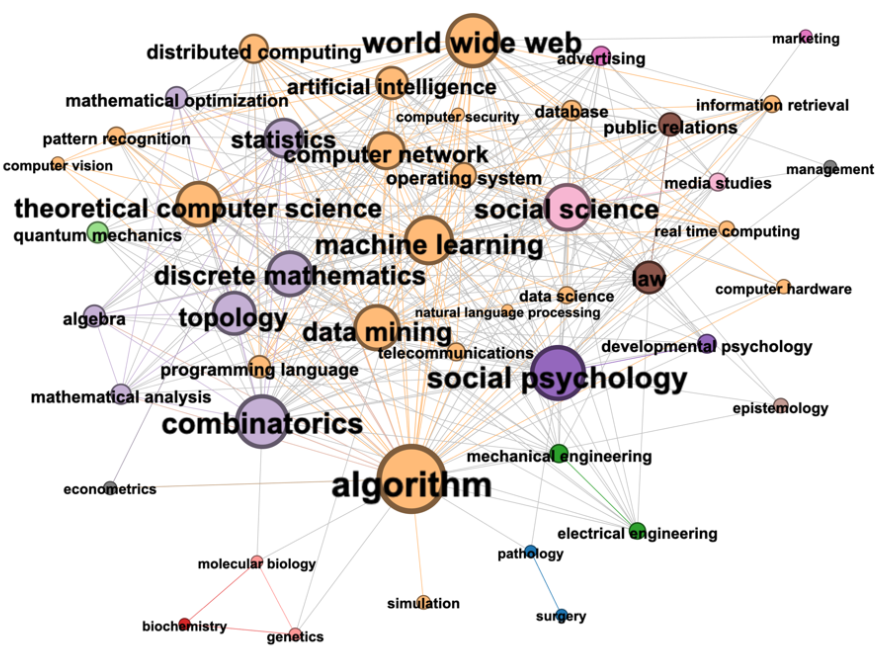 marketing
world wide web
distributed computing
advertising
artificial intelligence
mathematical optimization
information retrieval
database
computer security
public relations
pattern recognition
statistics
computer network
computer vision
management
operating system
media studies
theoretical computer science
social science
real time computing
quantum mechanics
machine learning
discrete mathematics
law
computer hardware
data science
natural language processing
algebra
topology
data mining
developmental psychology
telecommunications
programming language
social psychology
mathematical analysis
epistemology
combinatorics
mechanical engineering
algorithm
econometrics
electrical engineering
pathology
molecular biology
simulation
surgery
biochemistry
genetics